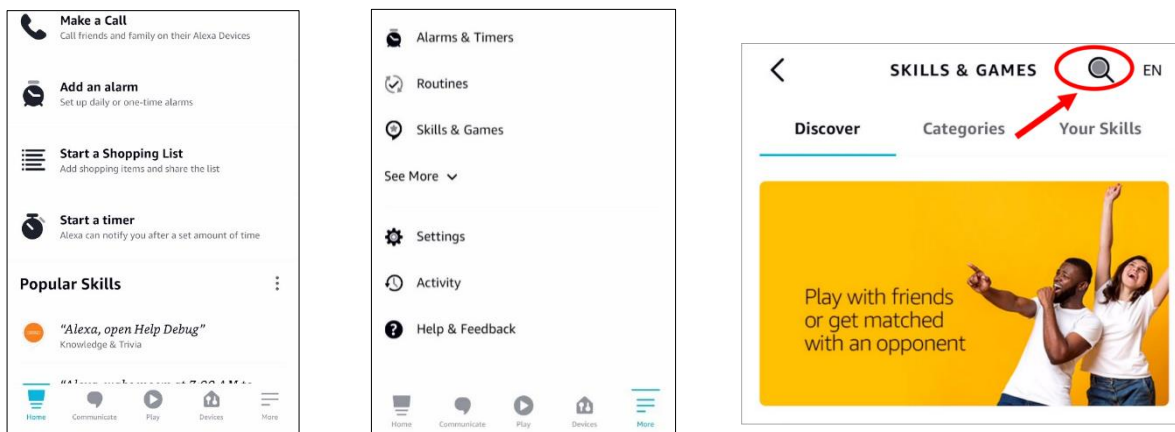 Make a Call
Call friends and family on their Alexa Devices
Add an alarm
Set up daily or one-time alarms
Start a Shopping List
Add shopping items and share the list
Start a timer
Alexa can notify you after a set amount of time
Popular Skills
“Alexa, open Help Debug”
Knowledge & Trivia
Home Communicate Play Devices More
Alarms & Timers
Routines
Skills & Games
See More
Settings
Activity
Help & Feedback
Home Communicate Play Devices More
SKILLS & GAMES EN
Discover Categories Your Skills
Play with friends
or get matched
with an opponent